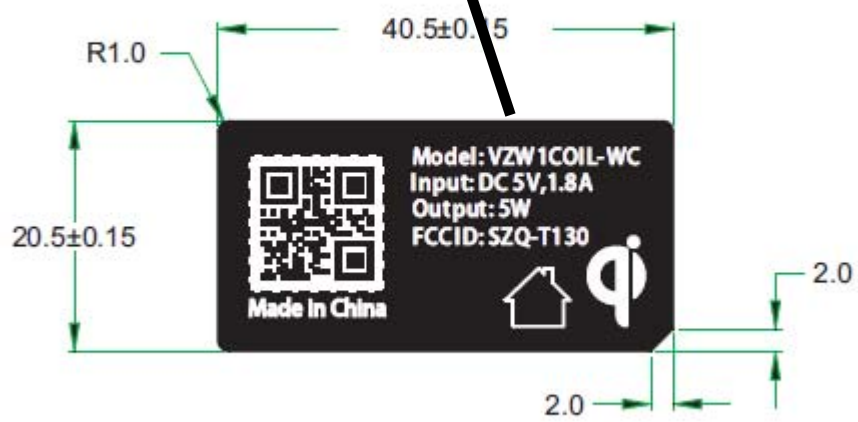 40.5±0.15
R1.0
Model: VZW1COIL-WC
Input: DC 5V,1.8A
Output: 5W
FCCID: SZQ-T130
20.5±0.15
Made in China
qi
2.0
2.0